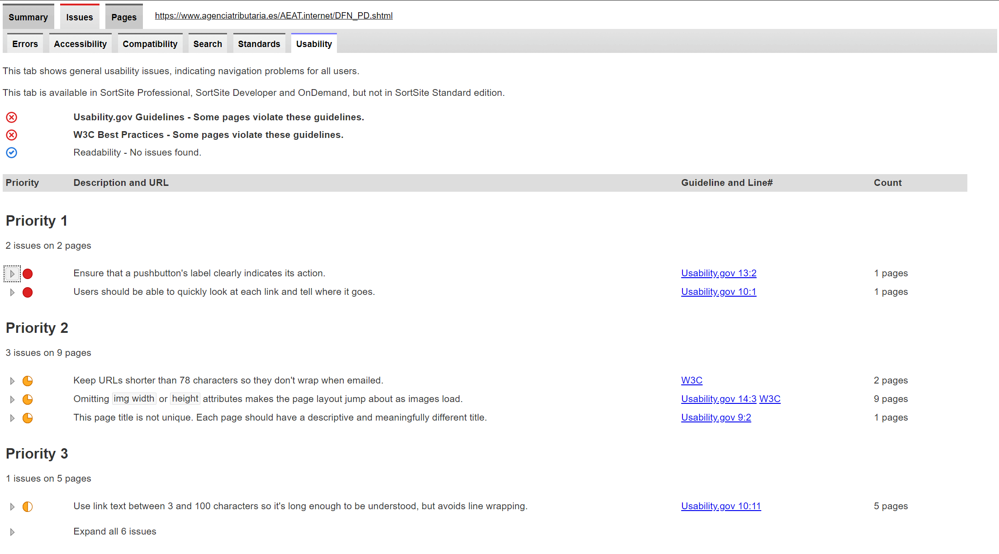 Summary Issues Pages https://www.agenciatributaria.es/AEAT.internet/DFN_PD.shtml
Errors Accessibility Compatibility Search Standards Usability
This tab shows general usability issues, indicating navigation problems for all users.
This tab is available in SortSite Professional, SortSite Developer and OnDemand, but not in SortSite Standard edition.
Usability.gov Guidelines - Some pages violate these guidelines.
W3C Best Practices - Some pages violate these guidelines.
Readability - No issues found.
Priority Description and URL Guideline and Line# Count
Priority 1
2 issues on 2 pages
Ensure that a pushbutton's label clearly indicates its action. Usability.gov 13:2 1 pages
Users should be able to quickly look at each link and tell where it goes. Usability.gov 10:1 1 pages
Priority 2
3 issues on 9 pages
Keep URLs shorter than 78 characters so they don't wrap when emailed. W3C 2 pages
Omitting img width or height attributes makes the page layout jump about as images load. Usability.gov 14:3 W3C 9 pages
This page title is not unique. Each page should have a descriptive and meaningfully different title. Usability.gov 9:2 1 pages
Priority 3
1 issues on 5 pages
Use link text between 3 and 100 characters so it's long enough to be understood, but avoids line wrapping. Usability.gov 10:11 5 pages
Expand all 6 issues